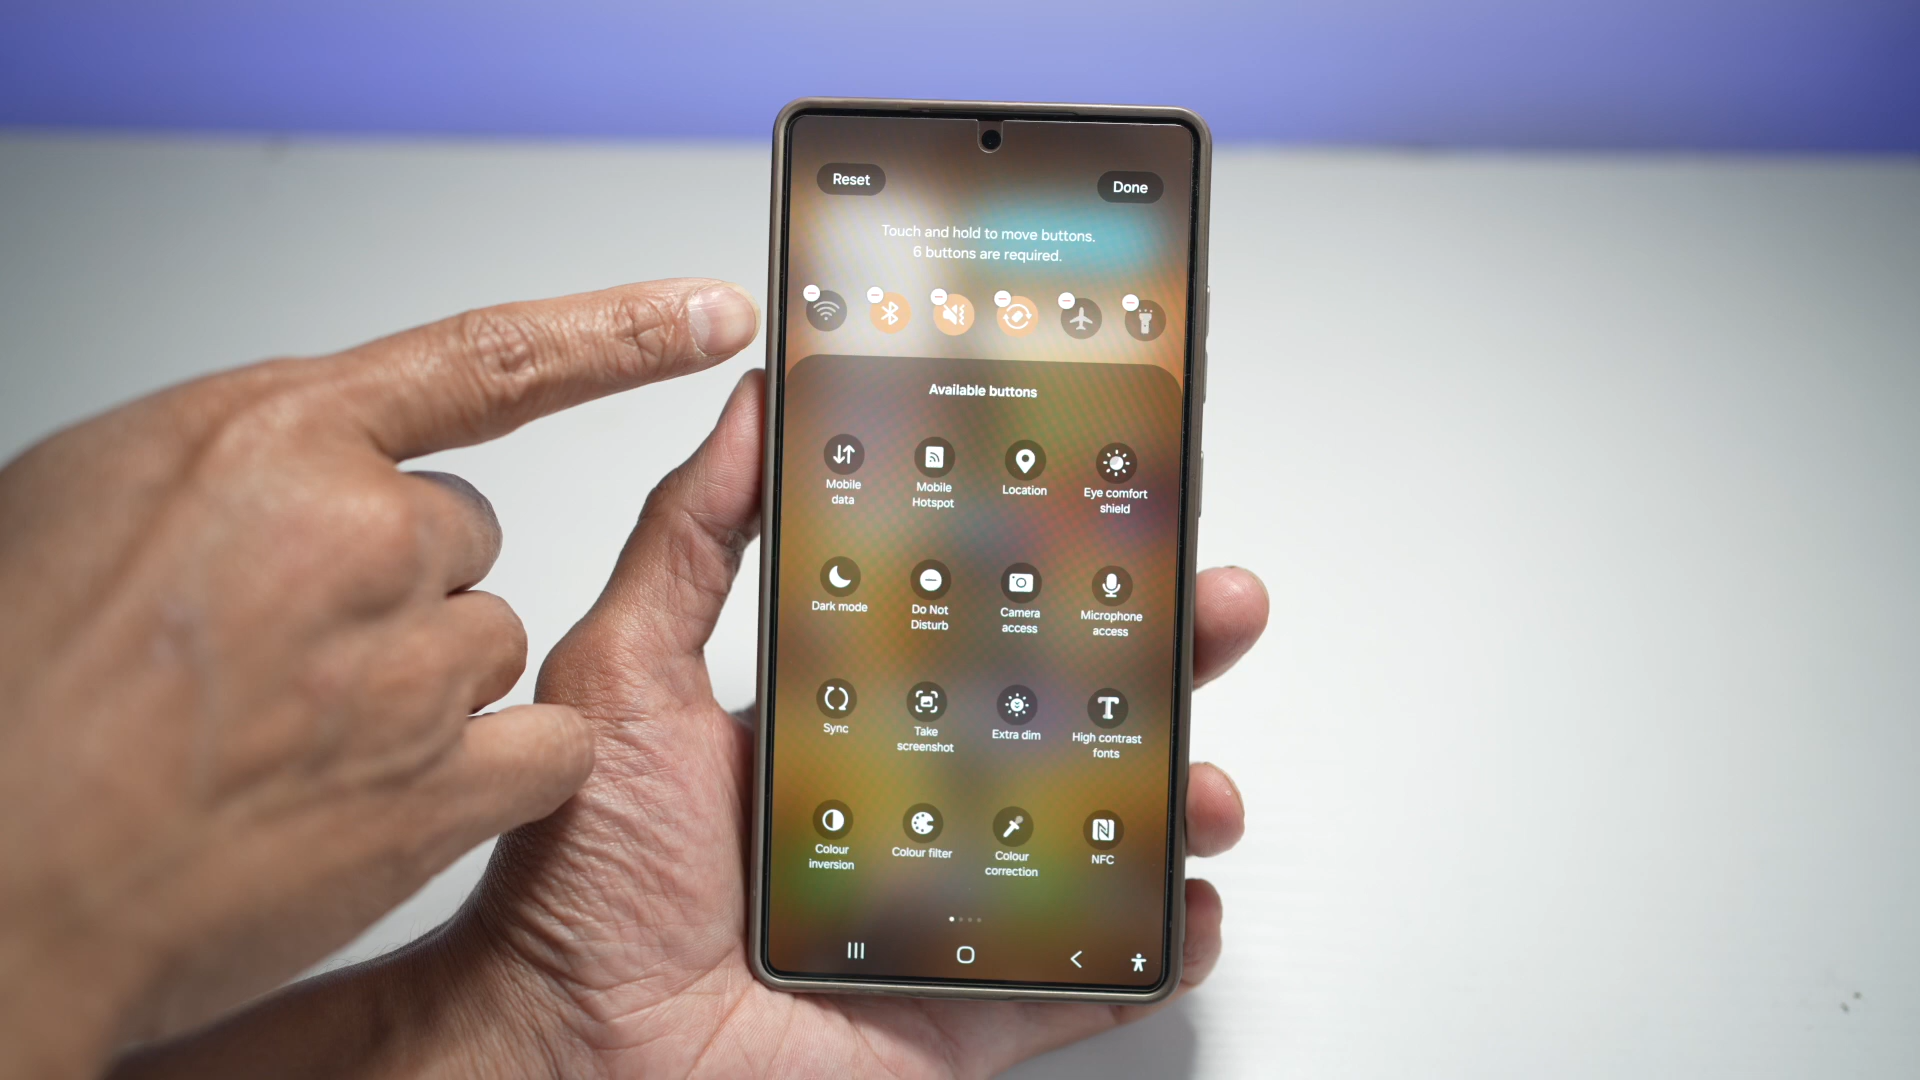 Reset
Done
Touch and hold to move buttons.
6 buttons are required.
Available buttons
Mobile
data
Mobile
Hotspot
Location
Eye comfort
shield
Dark mode
Do Not
Disturb
Camera
access
Microphone
access
Sync
Take
screenshot
Extra dim
High contrast
fonts
Colour
inversion
Colour filter
Colour
correction
NFC